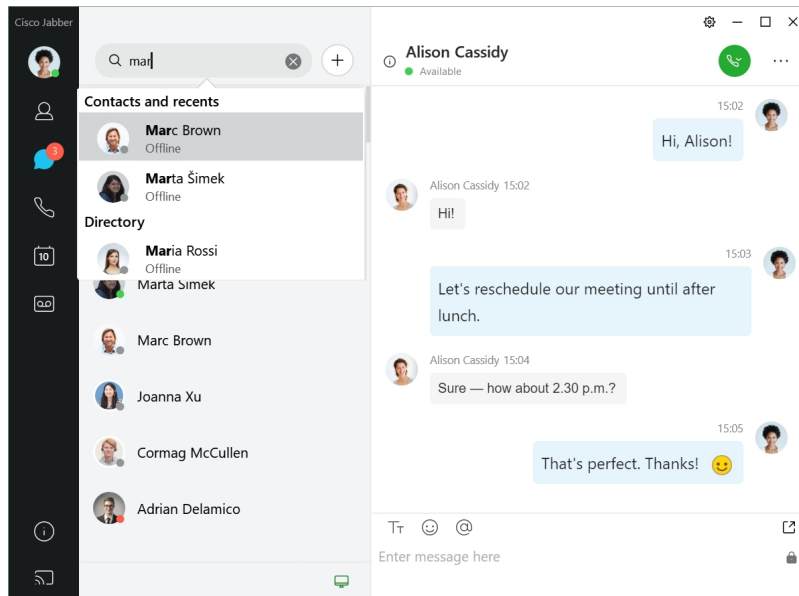 Cisco Jabber
3
10
mar
Contacts and recents
Marc Brown
Offline
Marta Šimek
Offline
Directory
Maria Rossi
Offline
Marta Simek
Marc Brown
Joanna Xu
Cormag McCullen
Adrian Delamico
Alison Cassidy
Available
15:02
Hi, Alison!
Alison Cassidy 15:02
Hi!
15:03
Let's reschedule our meeting until after
lunch.
Alison Cassidy 15:04
Sure — how about 2.30 p.m.?
15:05
That's perfect. Thanks!
Enter message here